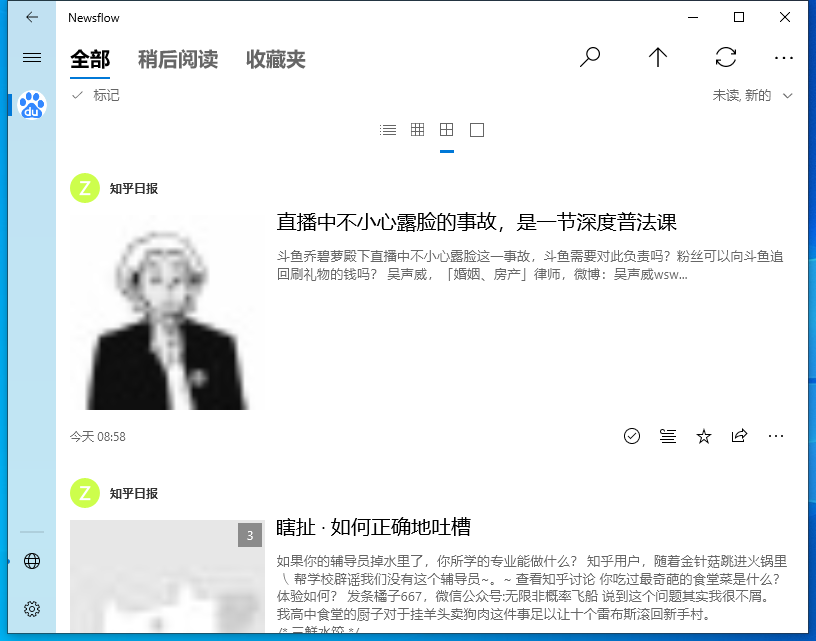 Newsflow
全部 稍后阅读 收藏夹
标记
未读, 新的
du
Z 知乎日报
直播中不小心露脸的事故，是一节深度普法课
斗鱼乔碧萝殿下直播中不小心露脸这一事故，斗鱼需要对此负责吗？粉丝可以向斗鱼追
回刷礼物的钱吗？ 吴声威，「婚姻、房产」律师，微博：吴声威wsw...
今天 08:58
Z 知乎日报
3
瞎扯 · 如何正确地吐槽
如果你的辅导员掉水里了，你所学的专业能做什么？ 知乎用户，随着金针菇跳进火锅里
╲ 帮学校辟谣我们没有这个辅导员~。~ 查看知乎讨论 你吃过最奇葩的食堂菜是什么？
体验如何？ 发条橘子667，微信公众号:无限非概率飞船 说到这个问题其实我很不屑。
我高中食堂的厨子对于挂羊头卖狗肉这件事足以让十个雷布斯滚回新手村。
/* 三鲜水饺 */